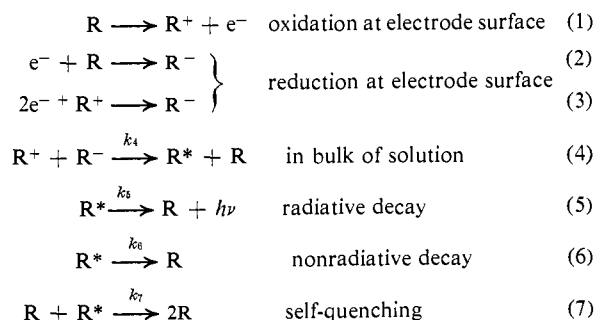 R ⟶ R⁺ + e⁻ oxidation at electrode surface (1)
e⁻ + R ⟶ R⁻ (2)
} reduction at electrode surface
2e⁻ + R⁺ ⟶ R⁻ (3)
R⁺ + R⁻ ⟶ R* + R in bulk of solution (4)
k₄
R* ⟶ R + hν radiative decay (5)
k₅
R* ⟶ R nonradiative decay (6)
k₆
R + R* ⟶ 2R self-quenching (7)
k₇